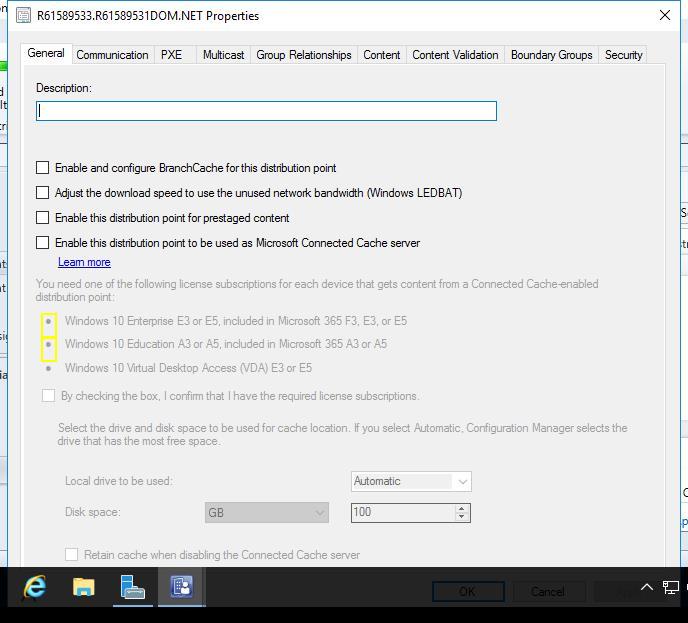 R61589533.R61589531DOM.NET Properties
General Communication PXE Multicast Group Relationships Content Content Validation Boundary Groups Security
Description:
Enable and configure BranchCache for this distribution point
Adjust the download speed to use the unused network bandwidth (Windows LEDBAT)
Enable this distribution point for prestaged content
Enable this distribution point to be used as Microsoft Connected Cache server
Learn more
You need one of the following license subscriptions for each device that gets content from a Connected Cache-enabled
distribution point:
• Windows 10 Enterprise E3 or E5, included in Microsoft 365 F3, E3, or E5
• Windows 10 Education A3 or A5, included in Microsoft 365 A3 or A5
• Windows 10 Virtual Desktop Access (VDA) E3 or E5
By checking the box, I confirm that I have the required license subscriptions.
Select the drive and disk space to be used for cache location. If you select Automatic, Configuration Manager selects the
drive that has the most free space.
Local drive to be used: Automatic
Disk space: GB 100
Retain cache when disabling the Connected Cache server
OK Cancel